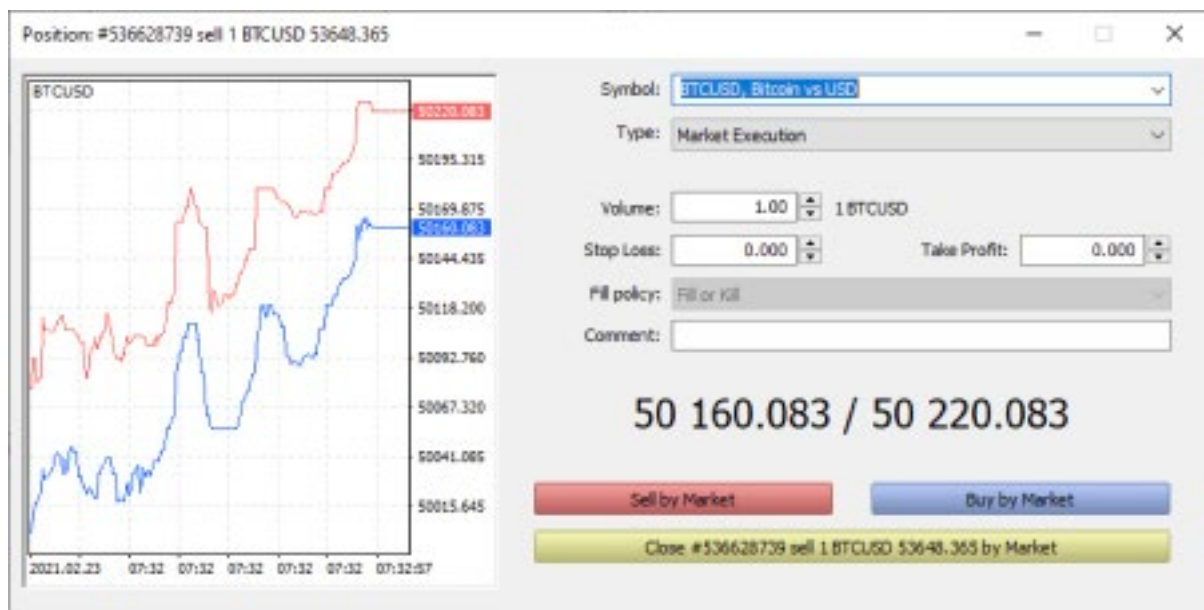 Position: #536628739 sell 1 BTCUSD 53648.365
BTCUSD
50220.083
50195.315
50169.875
50160.083
50144.435
50118.200
50092.760
50067.320
50041.085
50015.645
2021.02.23 07:32 07:32 07:32 07:32 07:32 07:32:57
Symbol: BTCUSD, Bitcoin vs USD
Type: Market Execution
Volume: 1.00 1 BTCUSD
Stop Loss: 0.000 Take Profit: 0.000
Fill policy: Fill or Kill
Comment:
50 160.083 / 50 220.083
Sell by Market Buy by Market
Close #536628739 sell 1 BTCUSD 53648.365 by Market